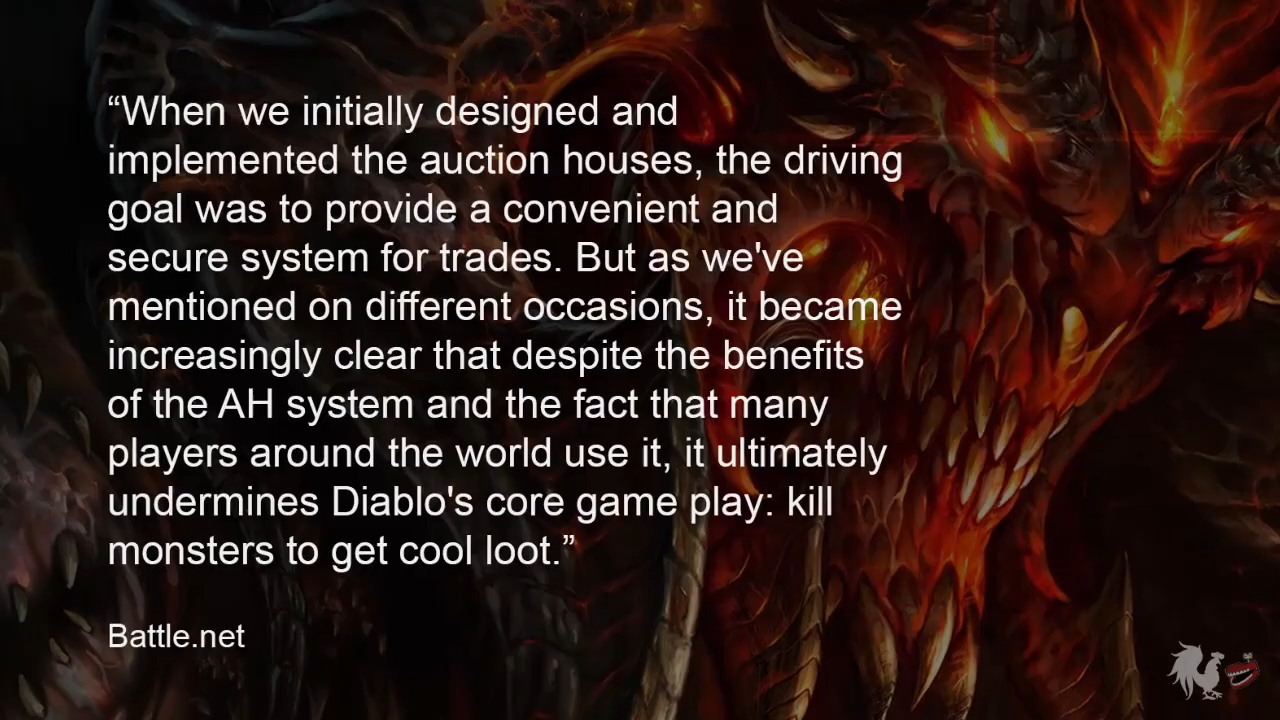 “When we initially designed and
implemented the auction houses, the driving
goal was to provide a convenient and
secure system for trades. But as we've
mentioned on different occasions, it became
increasingly clear that despite the benefits
of the AH system and the fact that many
players around the world use it, it ultimately
undermines Diablo's core game play: kill
monsters to get cool loot.”
Battle.net